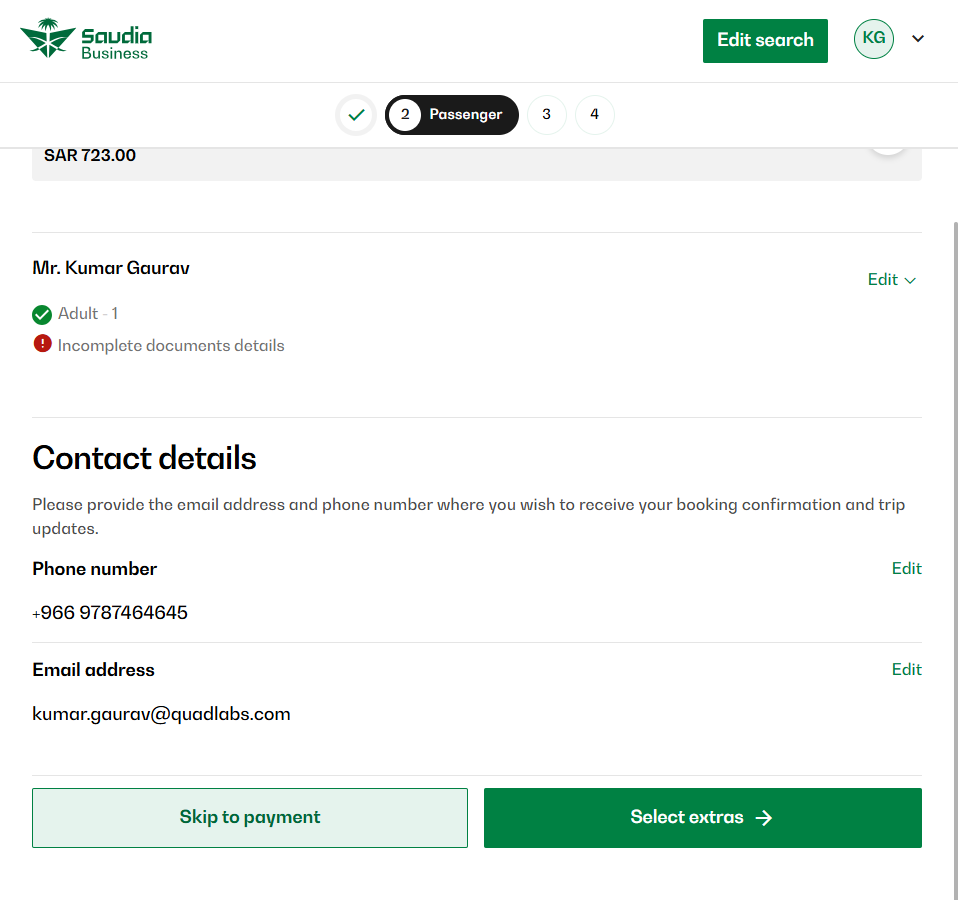 Saudia
Business
Edit search
KG
2 Passenger 3 4
SAR 723.00
Mr. Kumar Gaurav
Edit
Adult - 1
Incomplete documents details
Contact details
Please provide the email address and phone number where you wish to receive your booking confirmation and trip
updates.
Phone number
Edit
+966 9787464645
Email address
Edit
kumar.gaurav@quadlabs.com
Skip to payment
Select extras